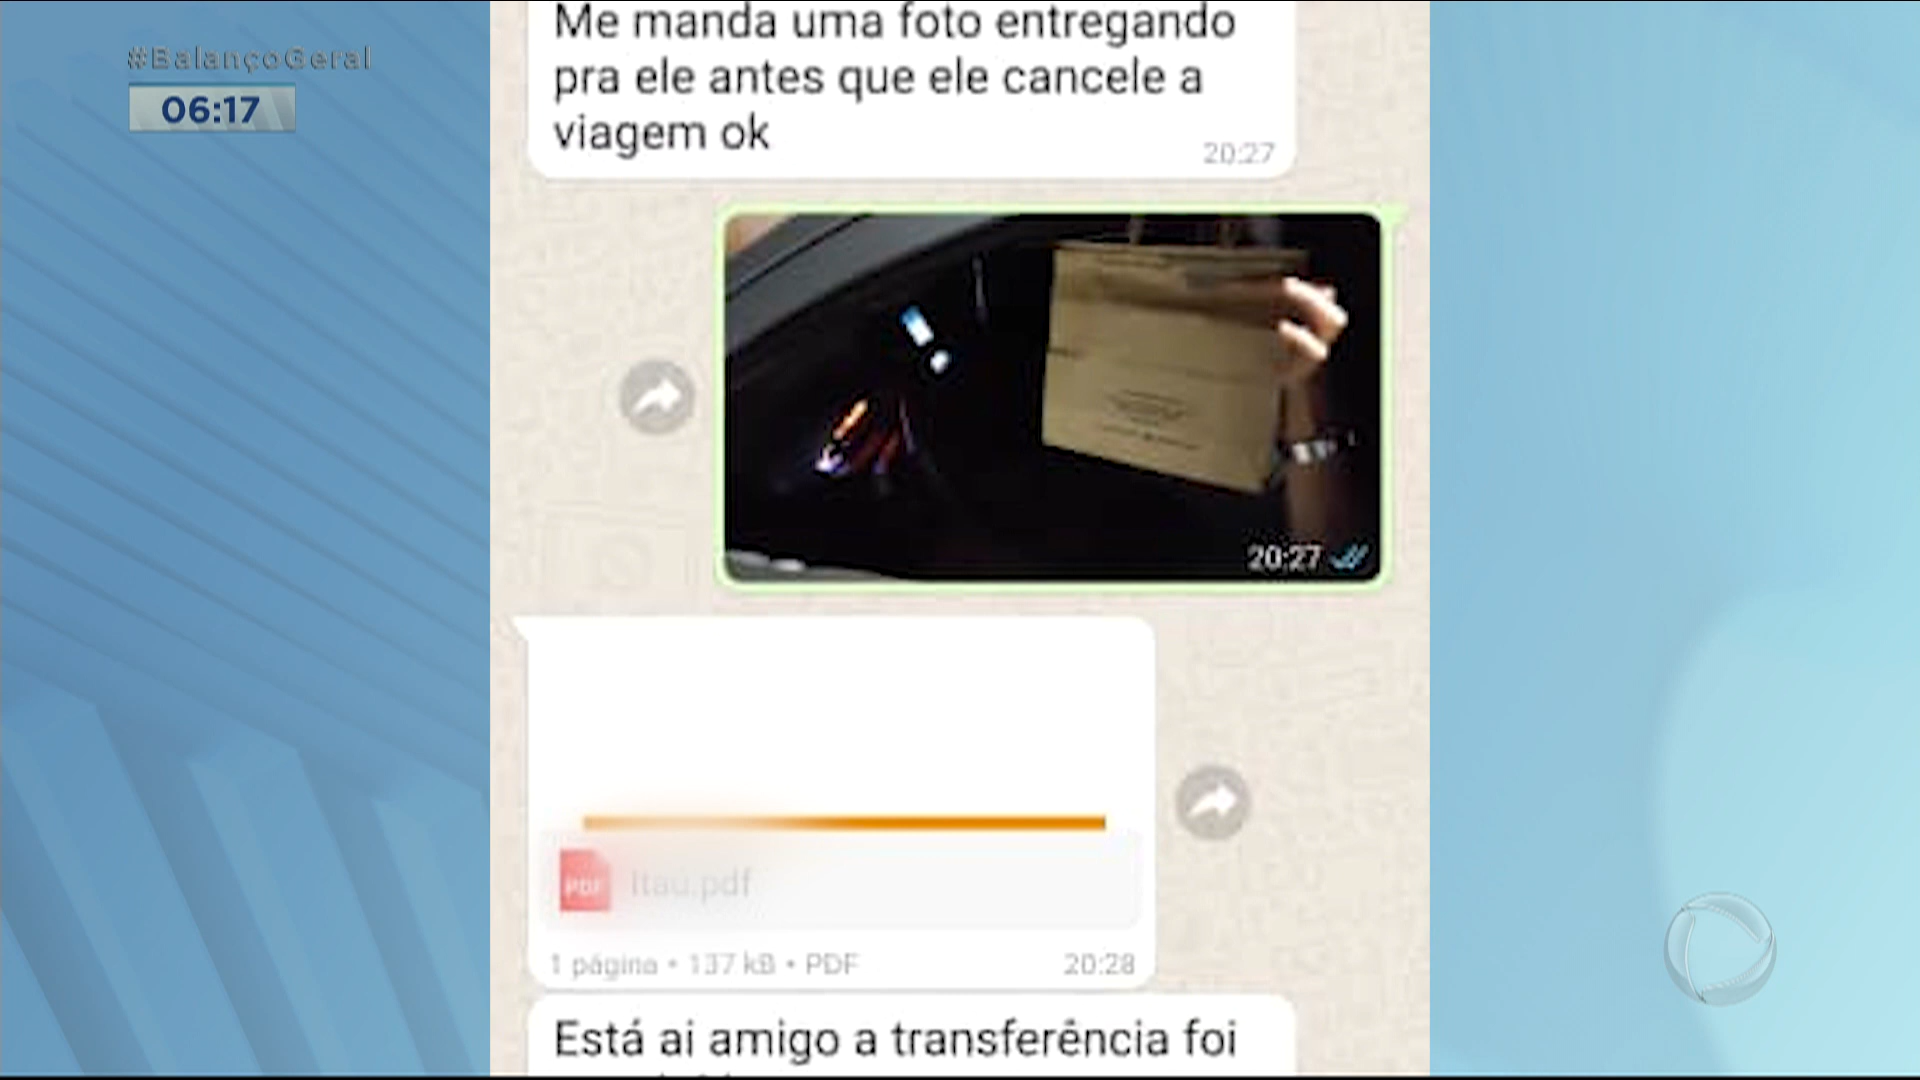 #BalançoGeral
06:17
Me manda uma foto entregando
pra ele antes que ele cancele a
viagem ok
20:27
20:27
PDF
Itau.pdf
1 página • 137 kB • PDF
20:28
Está ai amigo a transferência foi